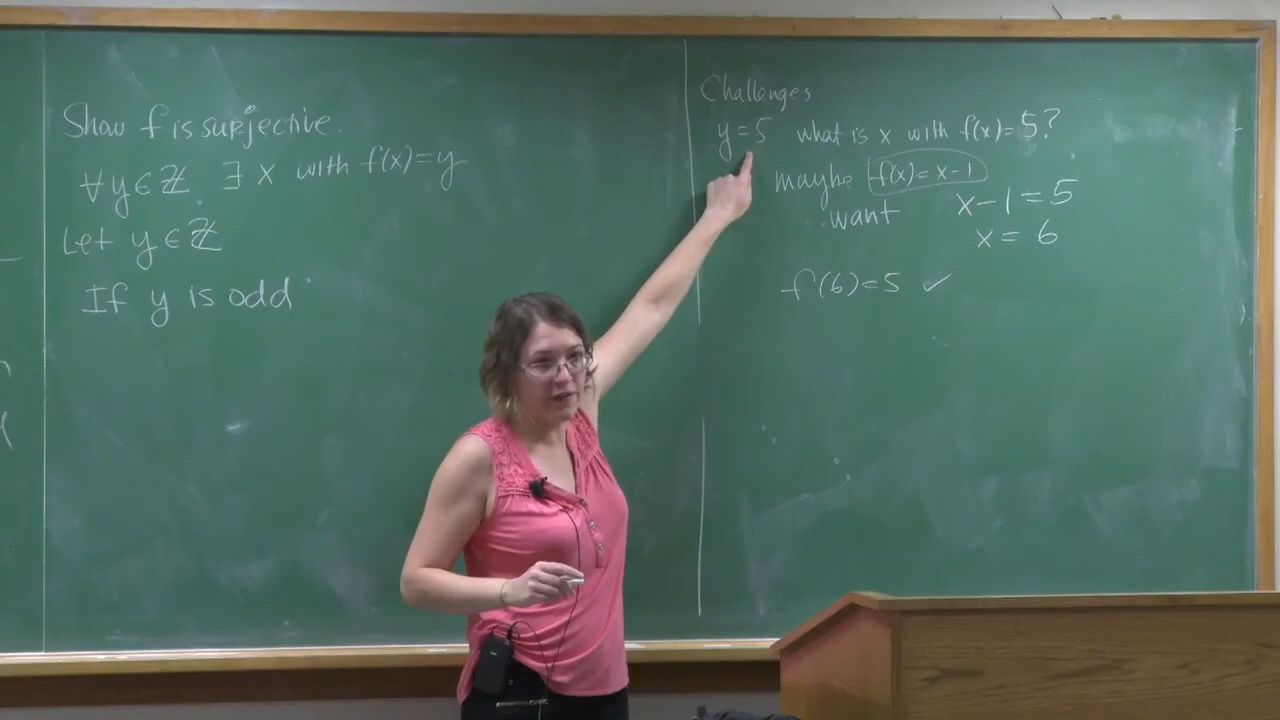 Show f is surjective.
∀y∈ℤ ∃ x with f(x)=y
Let y∈ℤ
If y is odd
Challenges
y=5 what is x with f(x)=5?
maybe f(x)=x-1
want x-1=5
x=6
f(6)=5 ✓